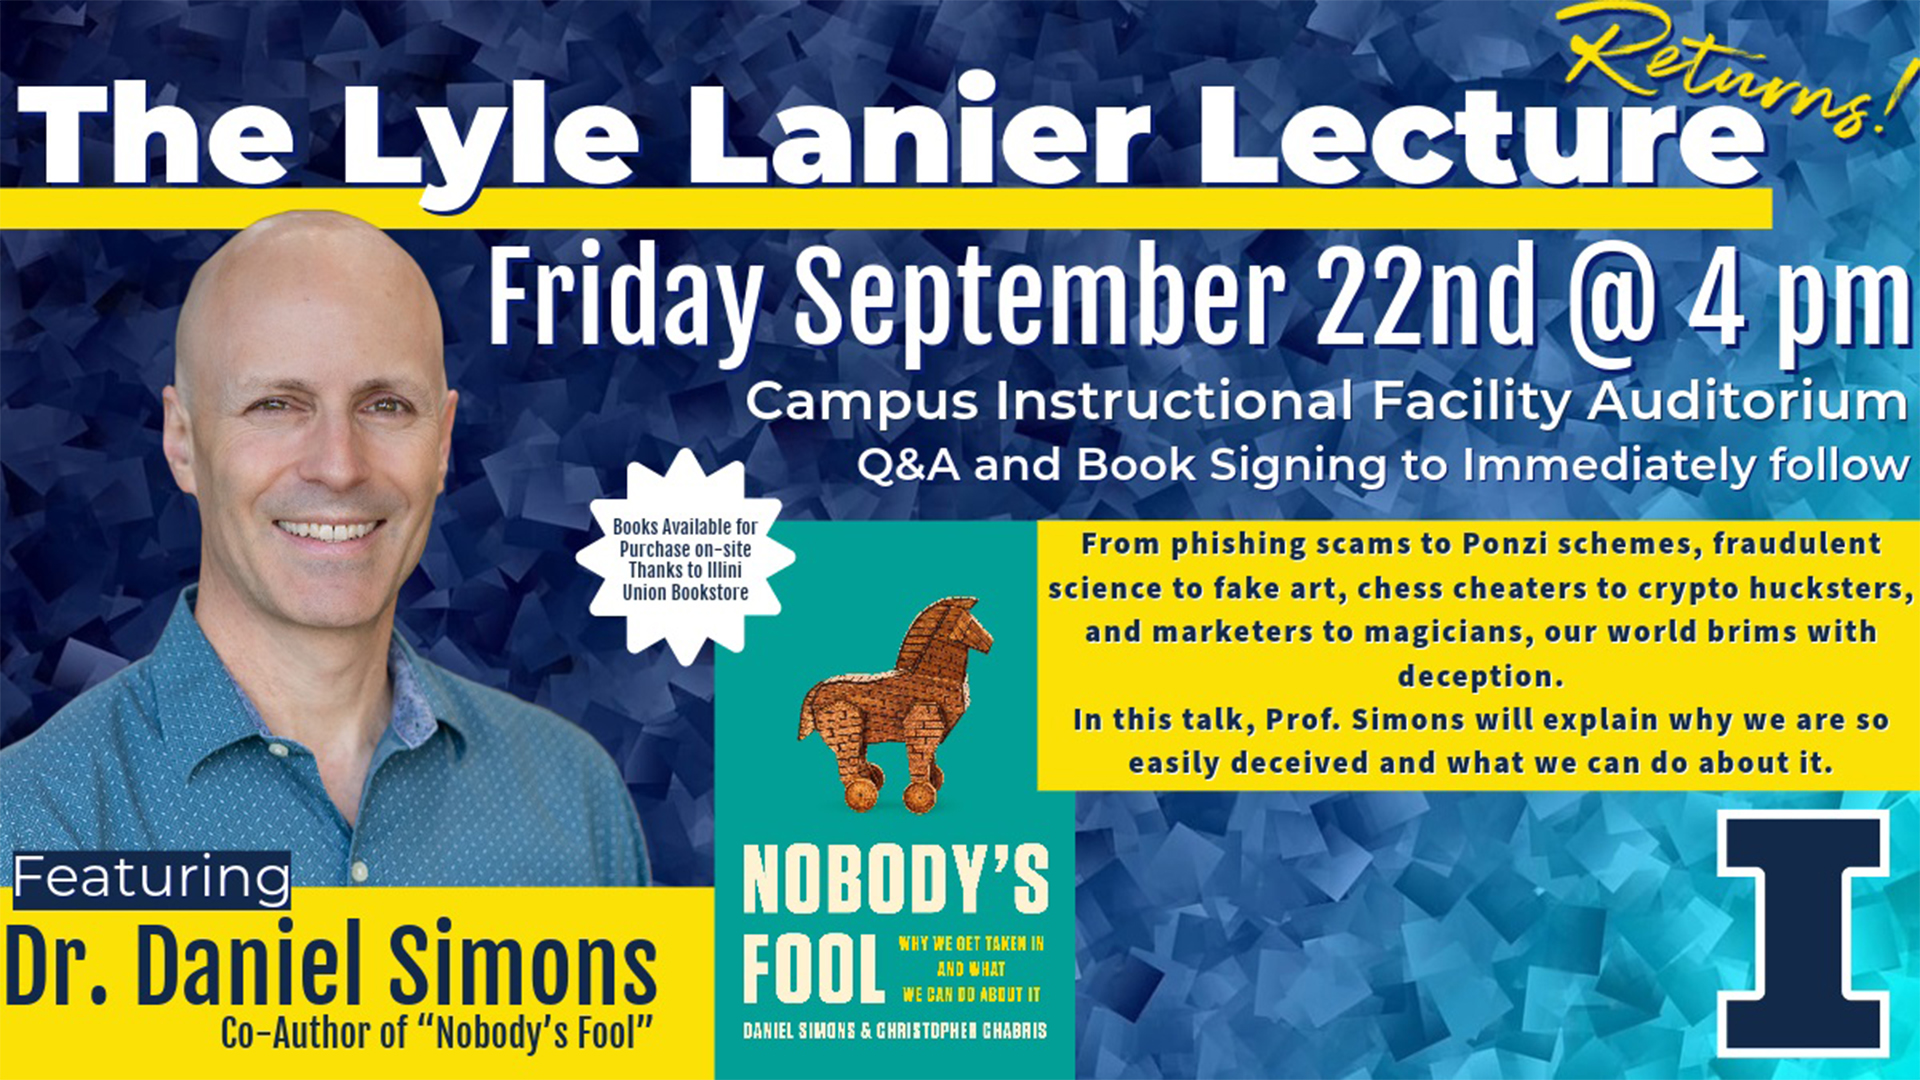 Returns!
The Lyle Lanier Lecture
Friday September 22nd @ 4 pm
Campus Instructional Facility Auditorium
Q&A and Book Signing to Immediately follow
Books Available for
Purchase on-site
Thanks to Illini
Union Bookstore
From phishing scams to Ponzi schemes, fraudulent
science to fake art, chess cheaters to crypto hucksters,
and marketers to magicians, our world brims with
deception.
In this talk, Prof. Simons will explain why we are so
easily deceived and what we can do about it.
NOBODY'S
FOOL
WHY WE GET TAKEN IN
AND WHAT
WE CAN DO ABOUT IT
DANIEL SIMONS & CHRISTOPHER CHABRIS
Featuring
Dr. Daniel Simons
Co-Author of “Nobody’s Fool”
I